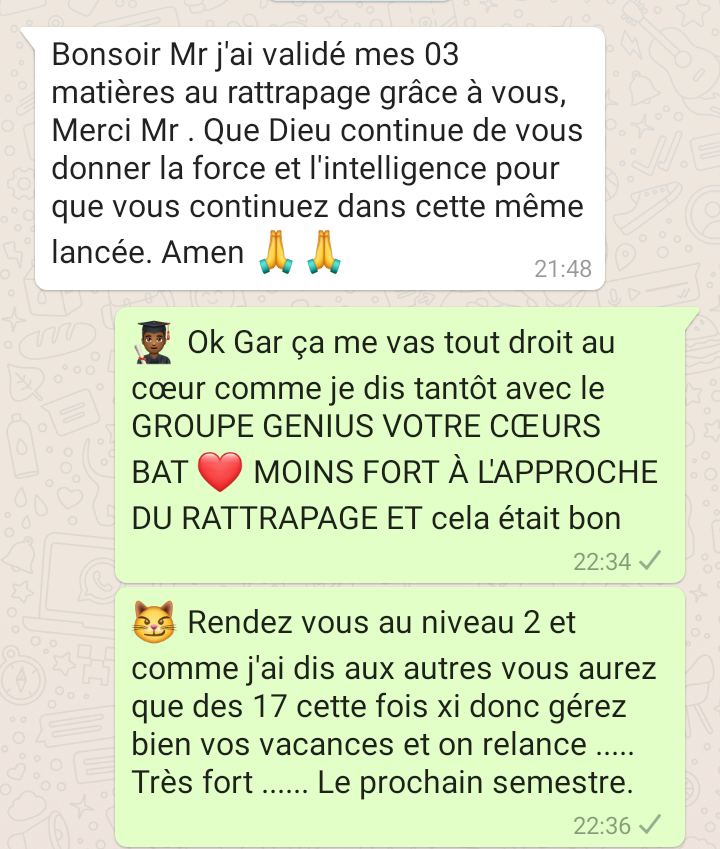 Bonsoir Mr j'ai validé mes 03
matières au rattrapage grâce à vous,
Merci Mr . Que Dieu continue de vous
donner la force et l'intelligence pour
que vous continuez dans cette même
lancée. Amen 🙏 🙏
21:48
👨🏿‍🎓 Ok Gar ça me vas tout droit au
cœur comme je dis tantôt avec le
GROUPE GENIUS VOTRE CŒURS
BAT ❤️ MOINS FORT À L'APPROCHE
DU RATTRAPAGE ET cela était bon
22:34
😼 Rendez vous au niveau 2 et
comme j'ai dis aux autres vous aurez
que des 17 cette fois xi donc gérez
bien vos vacances et on relance .....
Très fort ...... Le prochain semestre.
22:36